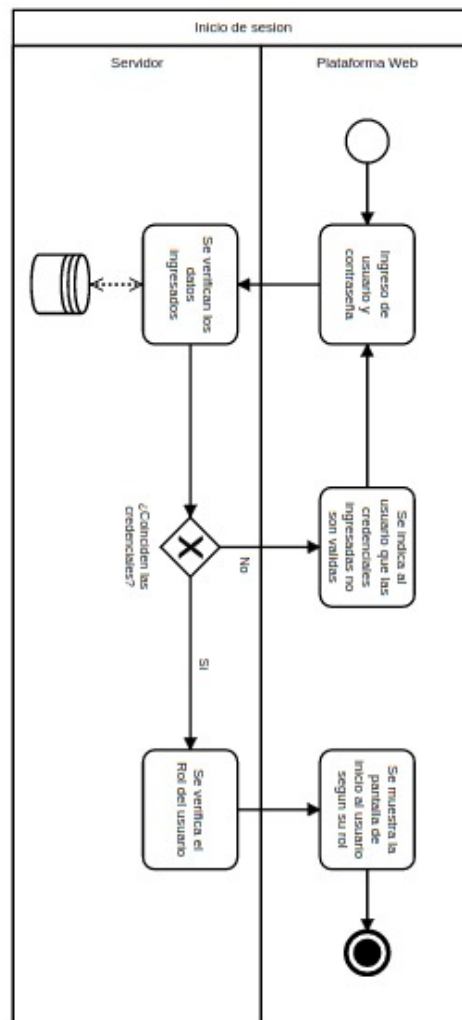 Inicio de sesion
Servidor
Plataforma Web
Ingreso de
usuario y
contraseña
Se verifican los
datos
ingresados
¿Coinciden las
credenciales?
No
Se indica al
usuario que las
credenciales
ingresadas no
son validas
Si
Se verifica el
Rol del usuario
Se muestra la
pantalla de
inicio al usuario
segun su rol